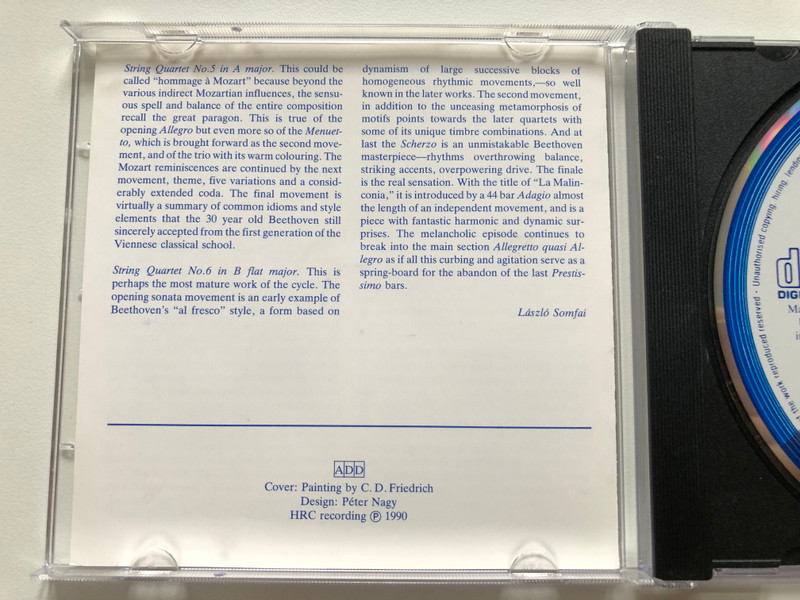 String Quartet No.5 in A major. This could be
called "hommage à Mozart" because beyond the
various indirect Mozartian influences, the sensu-
ous spell and balance of the entire composition
recall the great paragon. This is true of the
opening Allegro but even more so of the Menuet-
to, which is brought forward as the second move-
ment, and of the trio with its warm colouring. The
Mozart reminiscences are continued by the next
movement, theme, five variations and a consid-
erably extended coda. The final movement is
virtually a summary of common idioms and style
elements that the 30 year old Beethoven still
sincerely accepted from the first generation of the
Viennese classical school.
String Quartet No.6 in B flat major. This is
perhaps the most mature work of the cycle. The
opening sonata movement is an early example of
Beethoven's "al fresco" style, a form based on
dynamism of large successive blocks of
homogeneous rhythmic movements,—so well
known in the later works. The second movement,
in addition to the unceasing metamorphosis of
motifs points towards the later quartets with
some of its unique timbre combinations. And at
last the Scherzo is an unmistakable Beethoven
masterpiece—rhythms overthrowing balance,
striking accents, overpowering drive. The finale
is the real sensation. With the title of "La Malin-
conia," it is introduced by a 44 bar Adagio almost
the length of an independent movement, and is a
piece with fantastic harmonic and dynamic sur-
prises. The melancholic episode continues to
break into the main section Allegretto quasi Al-
legro as if all this curbing and agitation serve as a
spring-board for the abandon of the last Prestis-
simo bars.
László Somfai
ADD
Cover: Painting by C. D. Friedrich
Design: Péter Nagy
HRC recording ℗ 1990
the work reproduced reserved · Unauthorised copying, hiring, lending